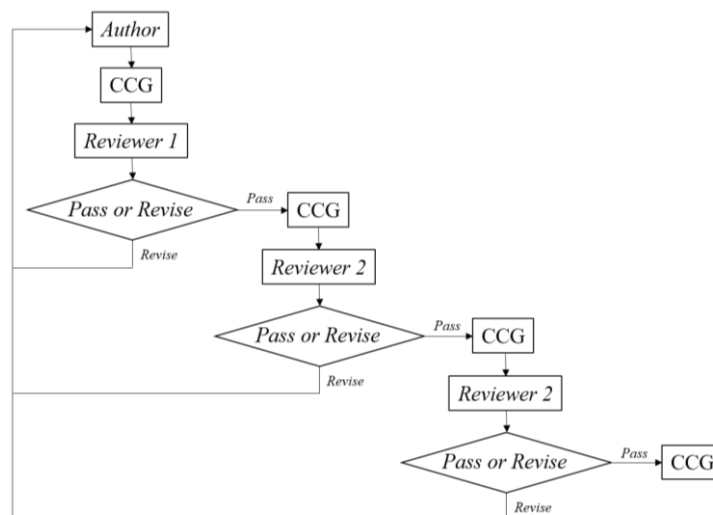 Author
CCG
Reviewer 1
Pass or Revise
Pass
CCG
Revise
Reviewer 2
Pass or Revise
Pass
CCG
Revise
Reviewer 2
Pass or Revise
Pass
CCG
Revise